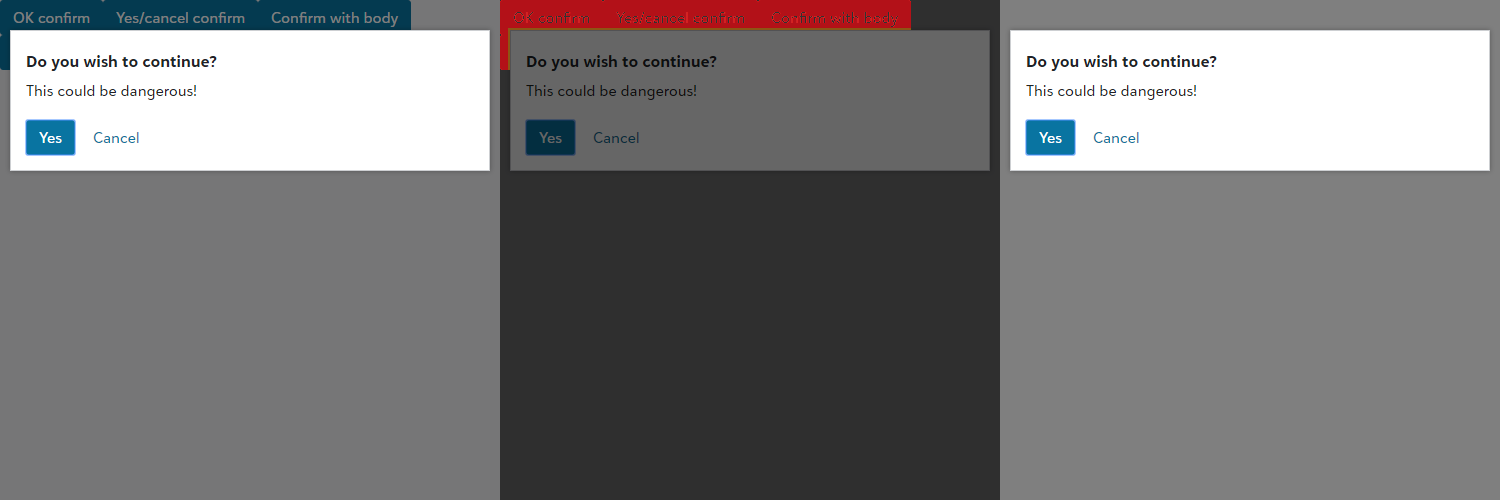 OK confirm Yes/cancel confirm Confirm with body
Do you wish to continue?
This could be dangerous!
Yes Cancel
OK confirm Yes/cancel confirm Confirm with body
Do you wish to continue?
This could be dangerous!
Yes Cancel
Do you wish to continue?
This could be dangerous!
Yes Cancel